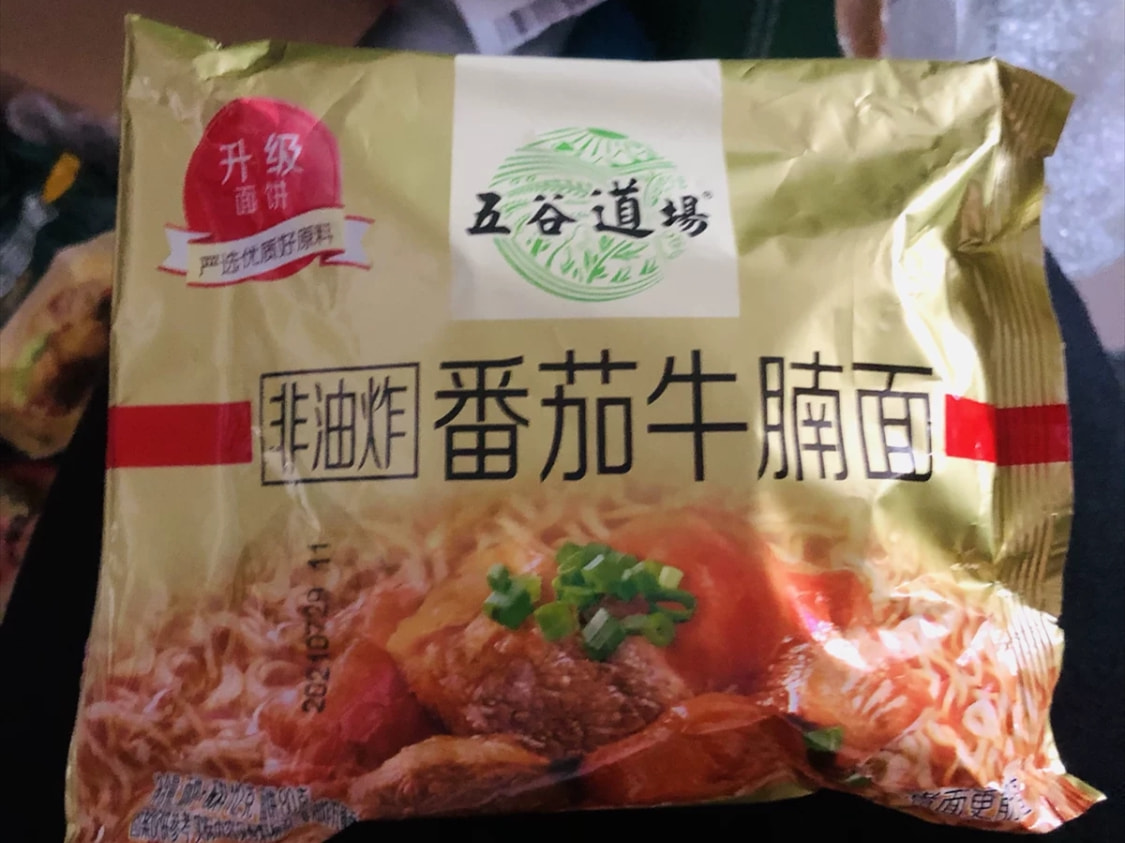 升级
面饼
严选优质好原料
五谷道場®
非油炸 番茄牛腩面
20210729 11